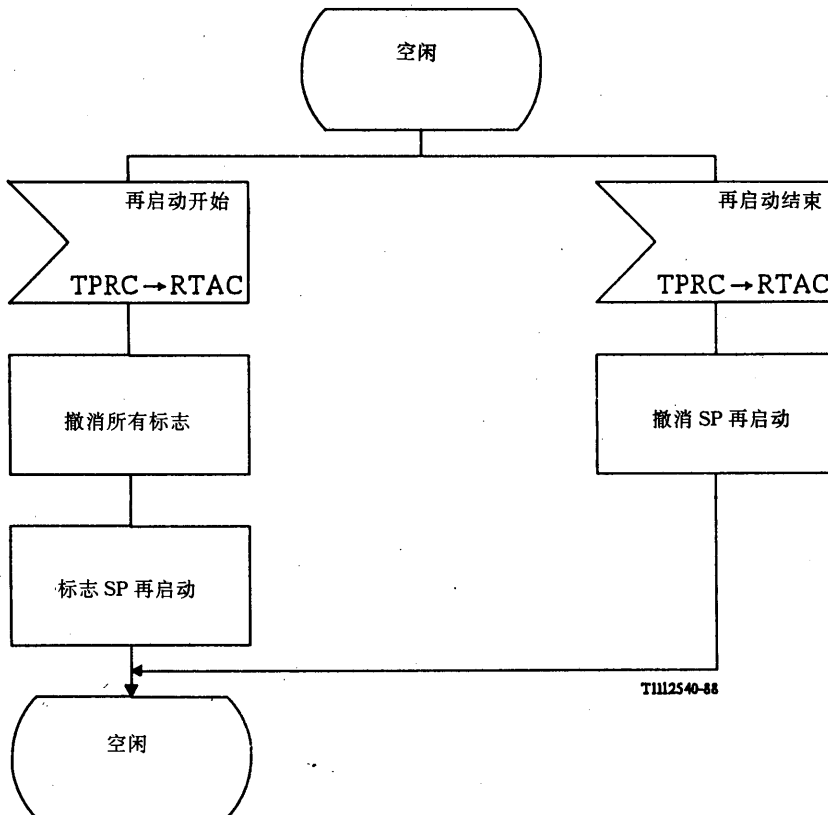 空闲
再启动开始
TPRC→RTAC
再启动结束
TPRC→RTAC
撤消所有标志
撤消 SP 再启动
标志 SP 再启动
T1112540-88
空闲